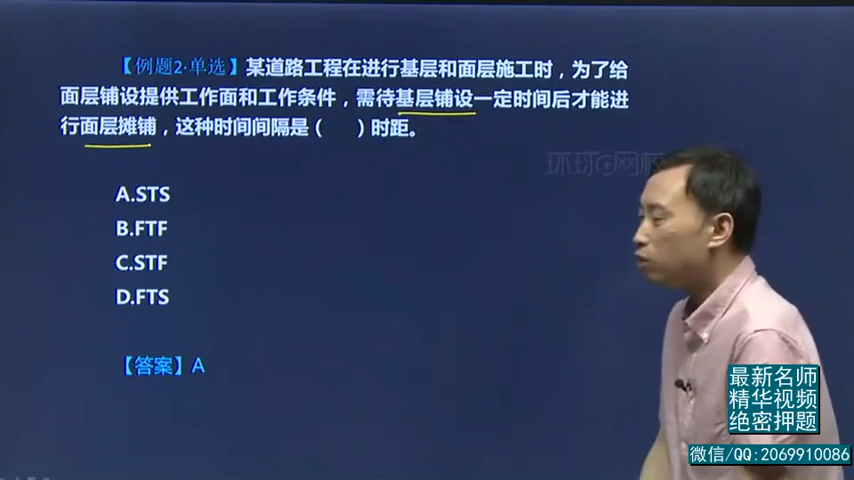 【例题2·单选】某道路工程在进行基层和面层施工时，为了给
面层铺设提供工作面和工作条件，需待基层铺设一定时间后才能进
行面层摊铺，这种时间间隔是（ ）时距。
环球网校
A.STS
B.FTF
C.STF
D.FTS
【答案】A
最新名师
精华视频
绝密押题
微信/QQ:2069910086